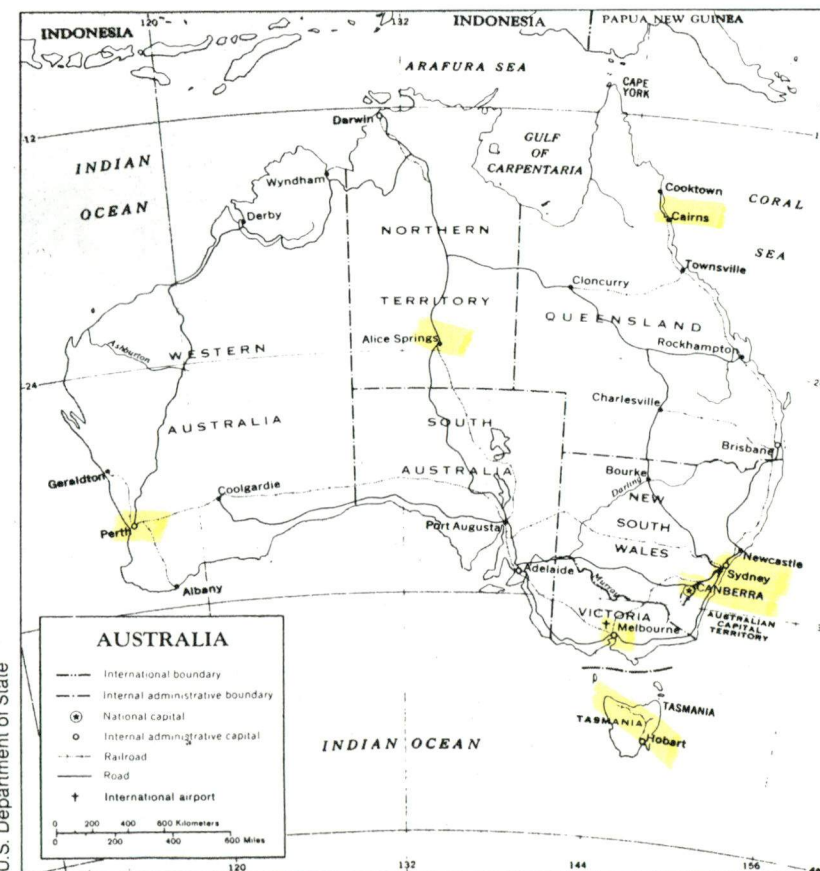 120
132
INDONESIA
INDONESIA
PAPUA NEW GUINEA
ARAFURA SEA
CAPE
YORK
Darwin
12
INDIAN
OCEAN
GULF
OF
CARPENTARIA
Wyndham
Cooktown
CORAL
SEA
Derby
Cairns
NORTHERN
TERRITORY
Townsville
Cloncurry
QUEENSLAND
Alice Springs
Rockhampton
Ashburton
WESTERN
AUSTRALIA
24
Charlesville
SOUTH
AUSTRALIA
Brisbane
Geraldton
Coolgardie
Bourke
Darling
NEW
SOUTH
WALES
Perth
Port Augusta
Newcastle
Albany
Adelaide
Murray
Sydney
CANBERRA
AUSTRALIAN
CAPITAL
TERRITORY
VICTORIA
Melbourne
AUSTRALIA
International boundary
Internal administrative boundary
National capital
Internal administrative capital
Railroad
Road
International airport
0 200 400 600 Kilometers
0 200 400 600 Miles
TASMANIA
TASMANIA
Hobart
INDIAN OCEAN
120
132
144
156
U.S. Department of State